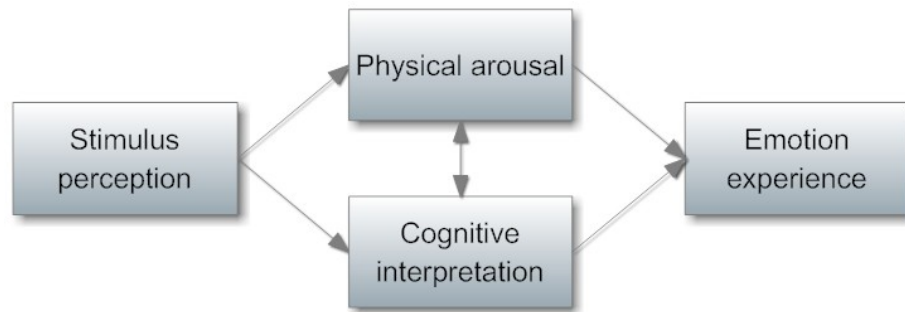 Physical arousal
Stimulus
perception
Emotion
experience
Cognitive
interpretation